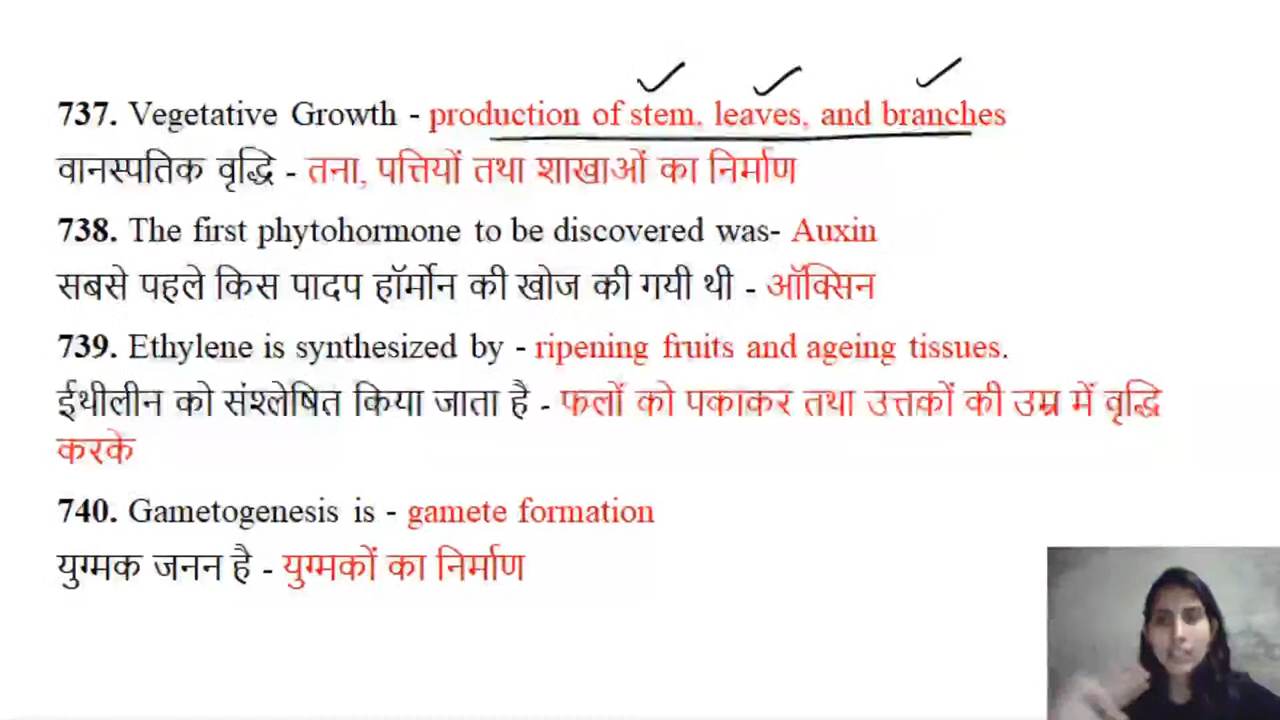 737. Vegetative Growth - production of stem, leaves, and branches
वानस्पतिक वृद्धि - तना, पत्तियों तथा शाखाओं का निर्माण
738. The first phytohormone to be discovered was- Auxin
सबसे पहले किस पादप हॉर्मोन की खोज की गयी थी - ऑक्सिन
739. Ethylene is synthesized by - ripening fruits and ageing tissues.
ईथीलीन को संश्लेषित किया जाता है - फलों को पकाकर तथा उत्तकों की उम्र में वृद्धि
करके
740. Gametogenesis is - gamete formation
युग्मक जनन है - युग्मकों का निर्माण